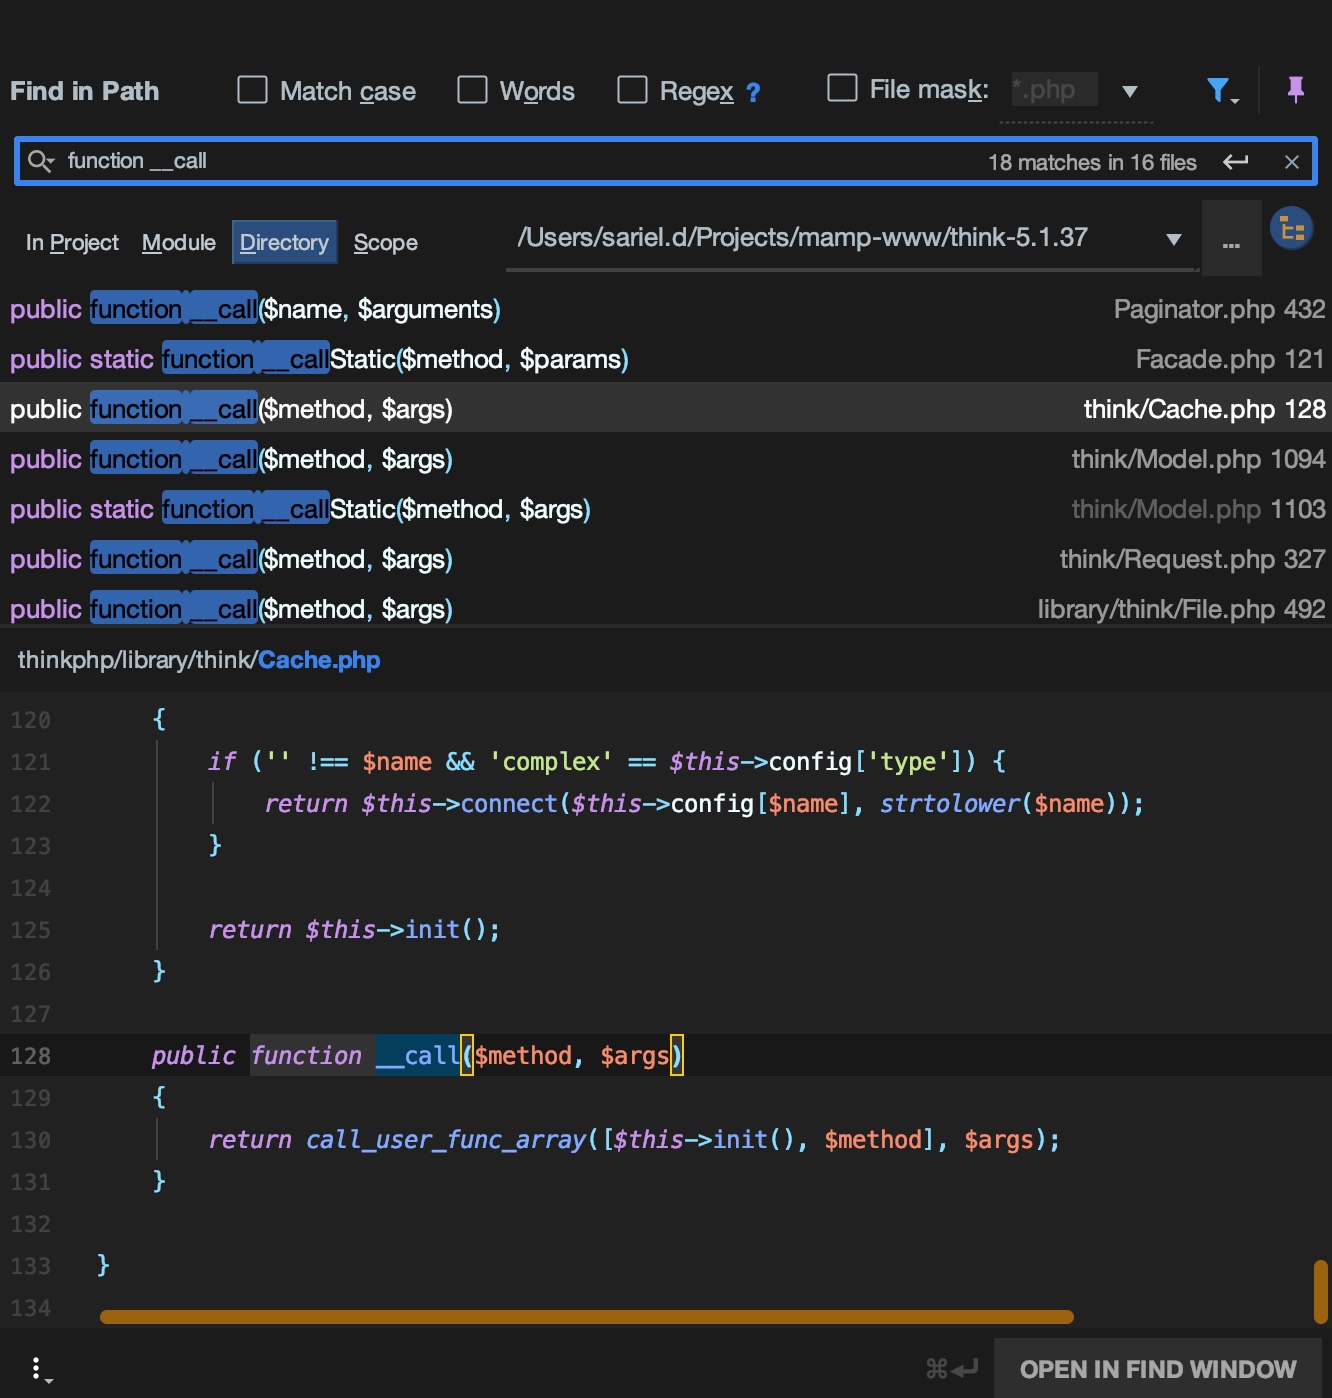 Find in Path Match case Words Regex ? File mask: *.php
function __call 18 matches in 16 files
In Project Module Directory Scope /Users/sariel.d/Projects/mamp-www/think-5.1.37 ...
public function __call($name, $arguments) Paginator.php 432
public static function __callStatic($method, $params) Facade.php 121
public function __call($method, $args) think/Cache.php 128
public function __call($method, $args) think/Model.php 1094
public static function __callStatic($method, $args) think/Model.php 1103
public function __call($method, $args) think/Request.php 327
public function __call($method, $args) library/think/File.php 492
thinkphp/library/think/Cache.php
120 {
121 if ('' !== $name && 'complex' == $this->config['type']) {
122 return $this->connect($this->config[$name], strtolower($name));
123 }
124
125 return $this->init();
126 }
127
128 public function __call($method, $args)
129 {
130 return call_user_func_array([$this->init(), $method], $args);
131 }
132
133 }
134
⌘↵ OPEN IN FIND WINDOW